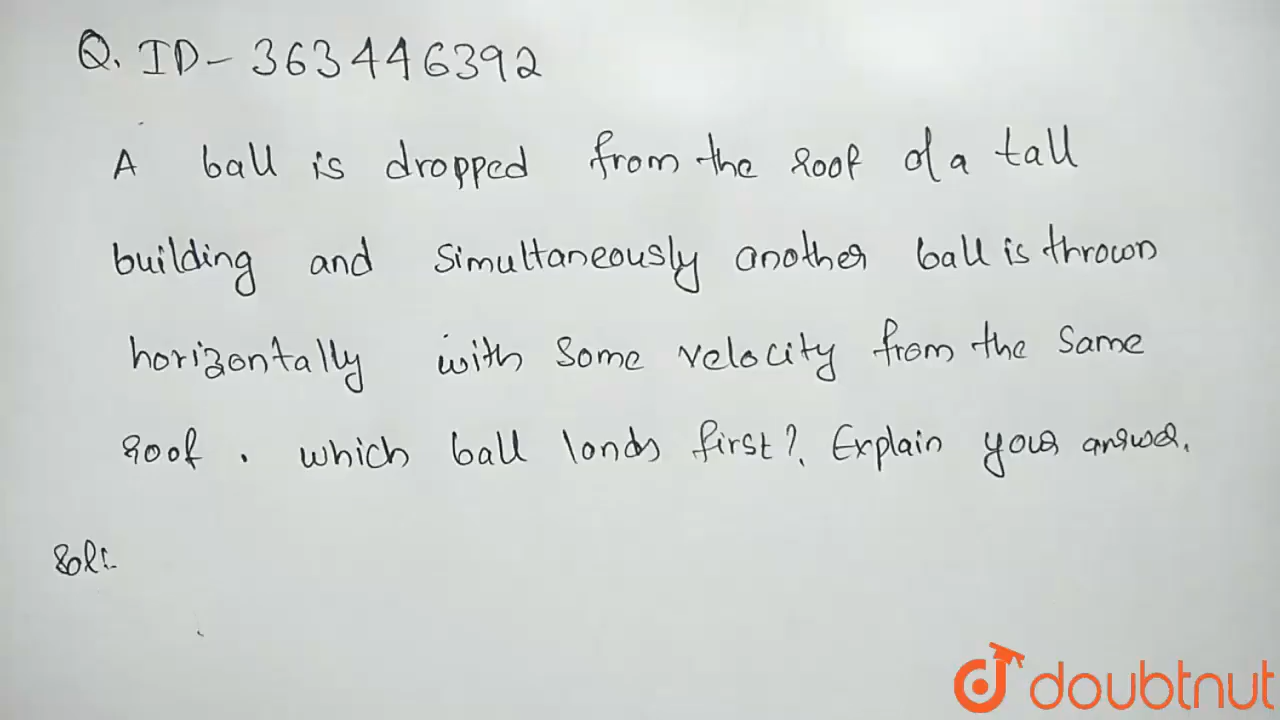 Q. ID - 363446392
A ball is dropped from the roof of a tall
building and simultaneously another ball is thrown
horizontally with some velocity from the same
roof. which ball lands first? Explain your answer.
Sol:
doubtnut